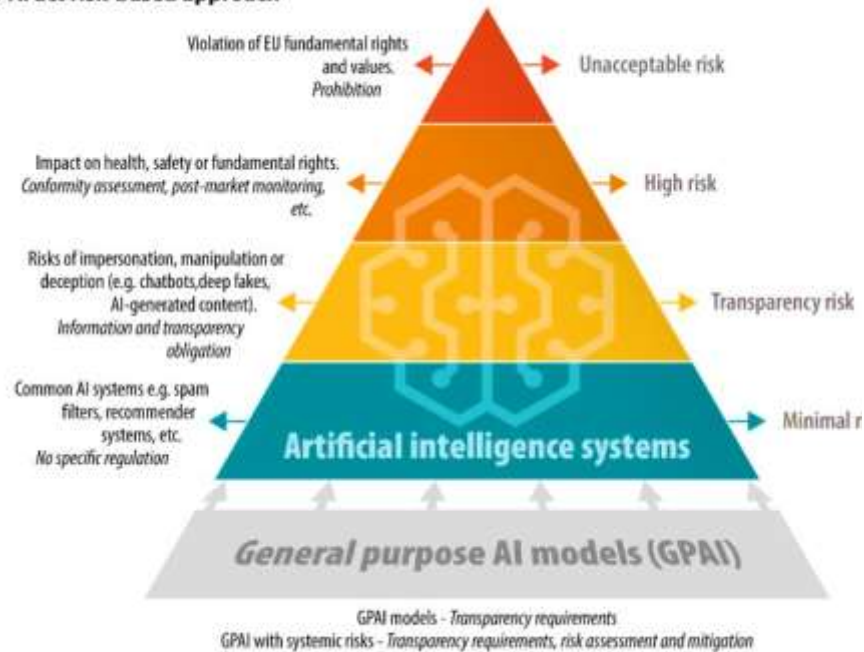 Violation of EU fundamental rights
and values.
Prohibition
Unacceptable risk
Impact on health, safety or fundamental rights.
Conformity assessment, post-market monitoring,
etc.
High risk
Risks of impersonation, manipulation or
deception (e.g. chatbots,deep fakes,
AI-generated content).
Information and transparency
obligation
Transparency risk
Common AI systems e.g. spam
filters, recommender
systems, etc.
No specific regulation
Minimal r
Artificial intelligence systems
General purpose AI models (GPAI)
GPAI models - Transparency requirements
GPAI with systemic risks - Transparency requirements, risk assessment and mitigation